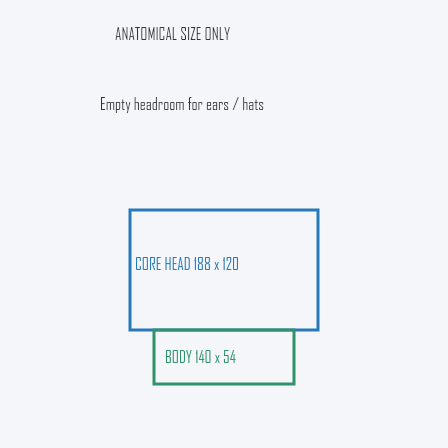 ANATOMICAL SIZE ONLY
Empty headroom for ears / hats
CORE HEAD 188 x 120
BODY 140 x 54